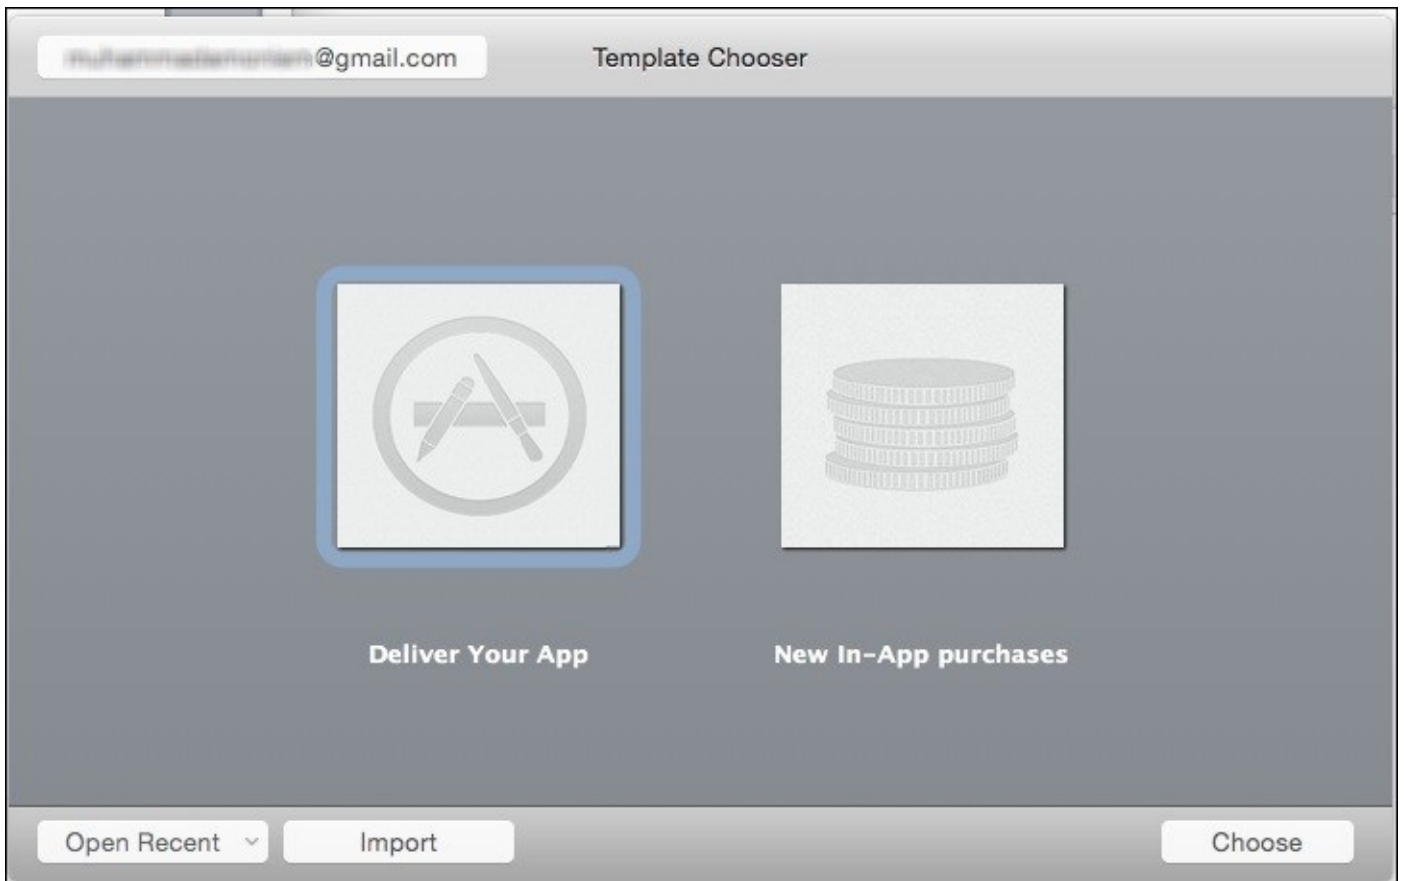 @gmail.com
Template Chooser
Deliver Your App
New In-App purchases
Open Recent
Import
Choose